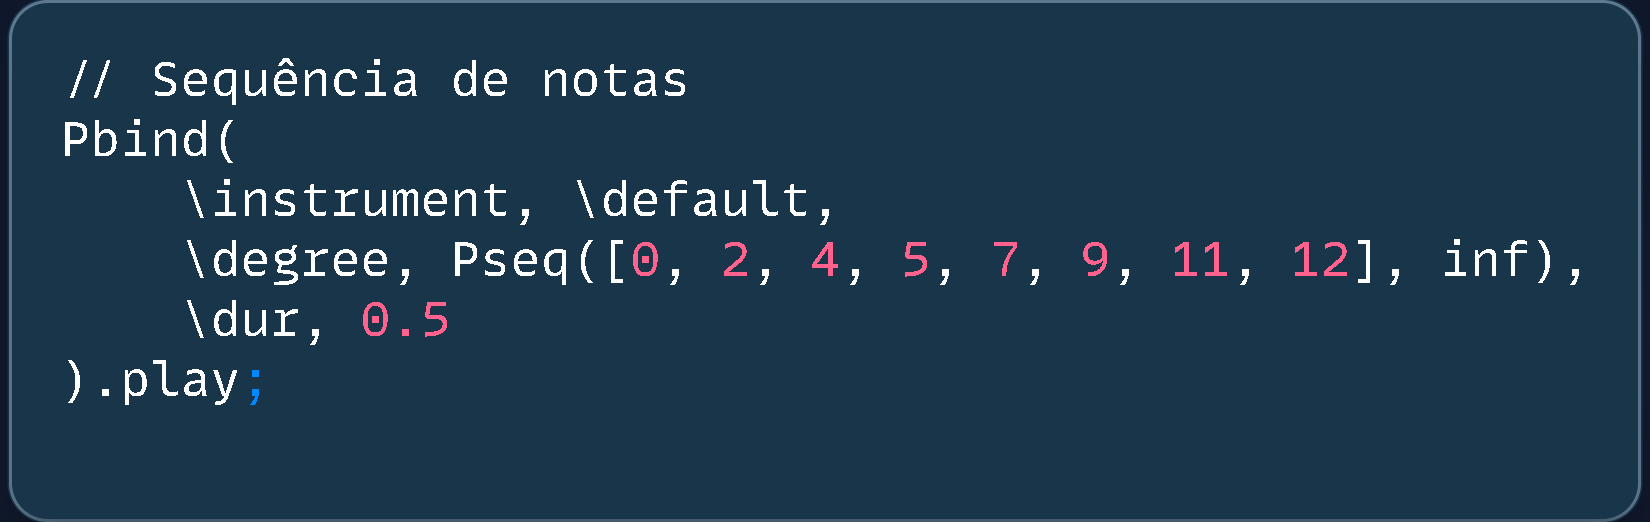 // Sequência de notas
Pbind(
    \instrument, \default,
    \degree, Pseq([0, 2, 4, 5, 7, 9, 11, 12], inf),
    \dur, 0.5
).play;